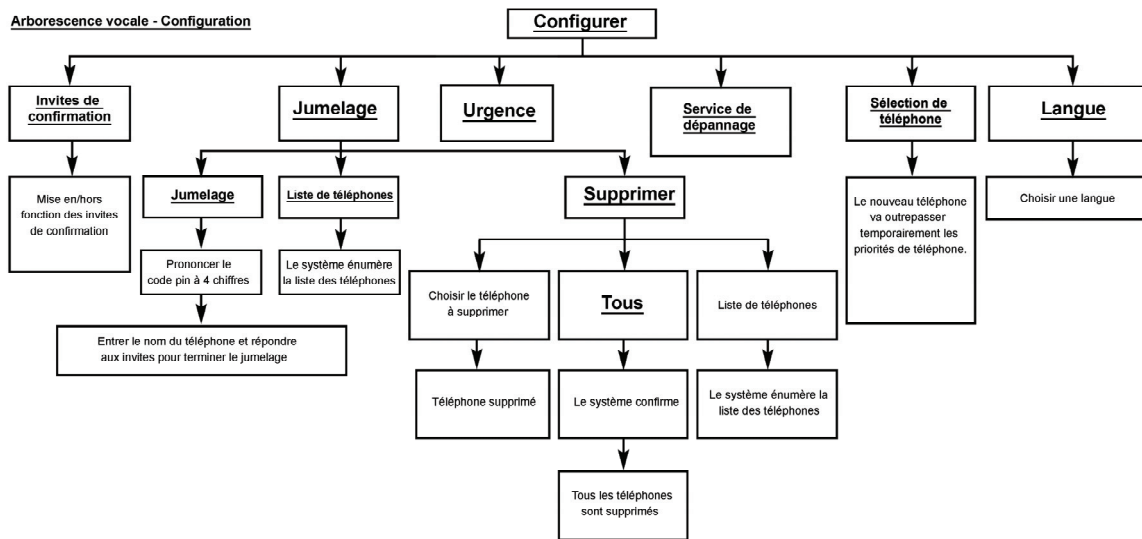 Arborescence vocale - Configuration
Configurer
Invites de
confirmation
Jumelage
Urgence
Service de
dépannage
Sélection de
téléphone
Langue
Mise en/hors
fonction des invites
de confirmation
Jumelage
Liste de téléphones
Supprimer
Le nouveau téléphone
va outrepasser
temporairement les
priorités de téléphone.
Choisir une langue
Prononcer le
code pin à 4 chiffres
Le système énumère
la liste des téléphones
Choisir le téléphone
à supprimer
Tous
Liste de téléphones
Entrer le nom du téléphone et répondre
aux invites pour terminer le jumelage
Téléphone supprimé
Le système confirme
Le système énumère la
liste des téléphones
Tous les téléphones
sont supprimés